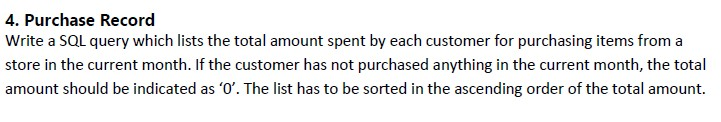 4. Purchase Record
Write a SQL query which lists the total amount spent by each customer for purchasing items from a
store in the current month. If the customer has not purchased anything in the current month, the total
amount should be indicated as ‘0’. The list has to be sorted in the ascending order of the total amount.